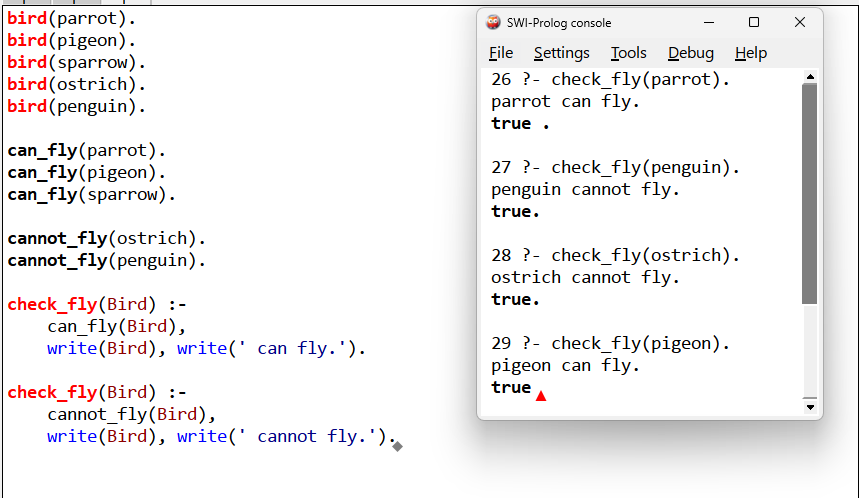 bird(parrot).
bird(pigeon).
bird(sparrow).
bird(ostrich).
bird(penguin).
can_fly(parrot).
can_fly(pigeon).
can_fly(sparrow).
cannot_fly(ostrich).
cannot_fly(penguin).
check_fly(Bird) :-
    can_fly(Bird),
    write(Bird), write(' can fly.').
check_fly(Bird) :-
    cannot_fly(Bird),
    write(Bird), write(' cannot fly.').
SWI-Prolog console
File Settings Tools Debug Help
26 ?- check_fly(parrot).
parrot can fly.
true .
27 ?- check_fly(penguin).
penguin cannot fly.
true.
28 ?- check_fly(ostrich).
ostrich cannot fly.
true.
29 ?- check_fly(pigeon).
pigeon can fly.
true